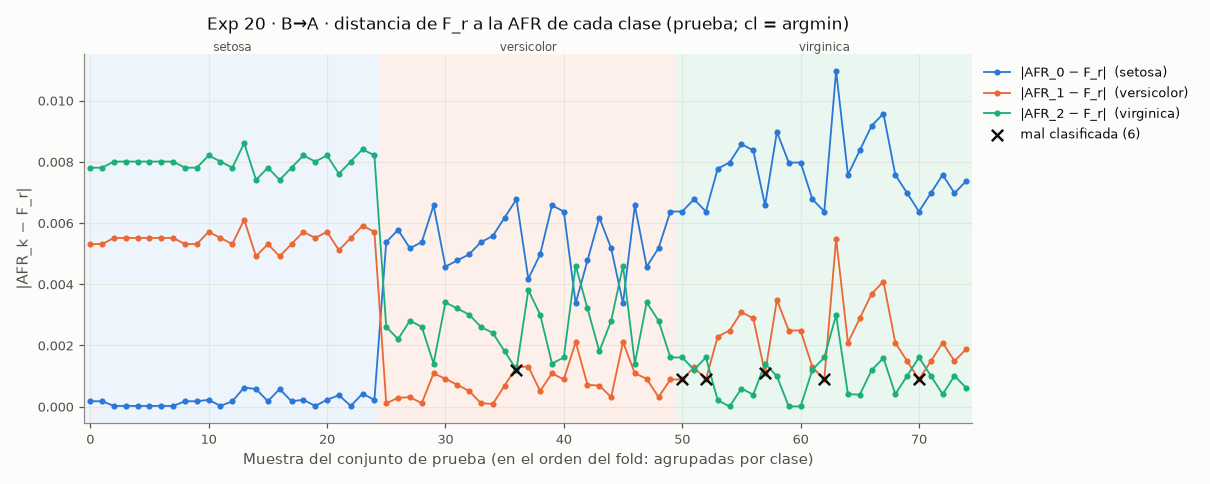 Exp 20 · B→A · distancia de F_r a la AFR de cada clase (prueba; cl = argmin)
setosa
versicolor
virginica
|AFR_0 − F_r| (setosa)
|AFR_1 − F_r| (versicolor)
|AFR_2 − F_r| (virginica)
mal clasificada (6)
|AFR_k − F_r|
0.010
0.008
0.006
0.004
0.002
0.000
0 10 20 30 40 50 60 70
Muestra del conjunto de prueba (en el orden del fold: agrupadas por clase)